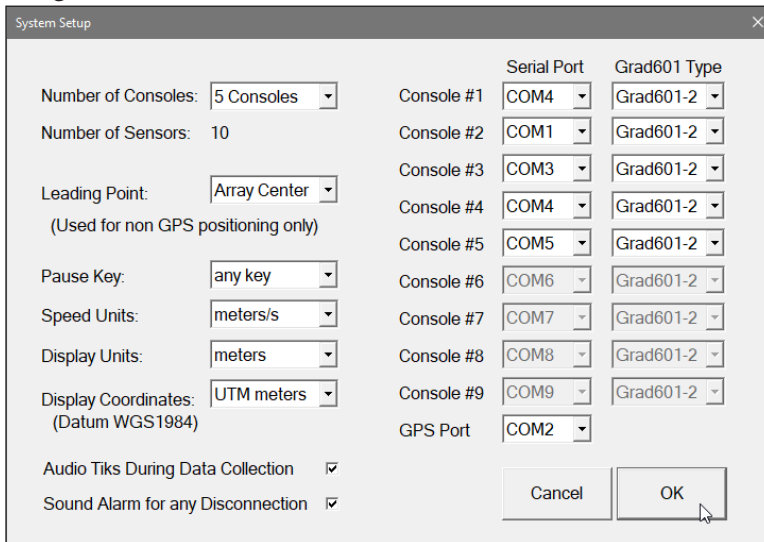 System Setup
Serial Port Grad601 Type
Number of Consoles: 5 Consoles Console #1 COM4 Grad601-2
Number of Sensors: 10 Console #2 COM1 Grad601-2
Console #3 COM3 Grad601-2
Leading Point: Array Center Console #4 COM4 Grad601-2
(Used for non GPS positioning only)
Console #5 COM5 Grad601-2
Pause Key: any key Console #6 COM6 Grad601-2
Speed Units: meters/s Console #7 COM7 Grad601-2
Display Units: meters Console #8 COM8 Grad601-2
Display Coordinates: UTM meters Console #9 COM9 Grad601-2
(Datum WGS1984)
GPS Port COM2
Audio Tiks During Data Collection
Sound Alarm for any Disconnection
Cancel OK